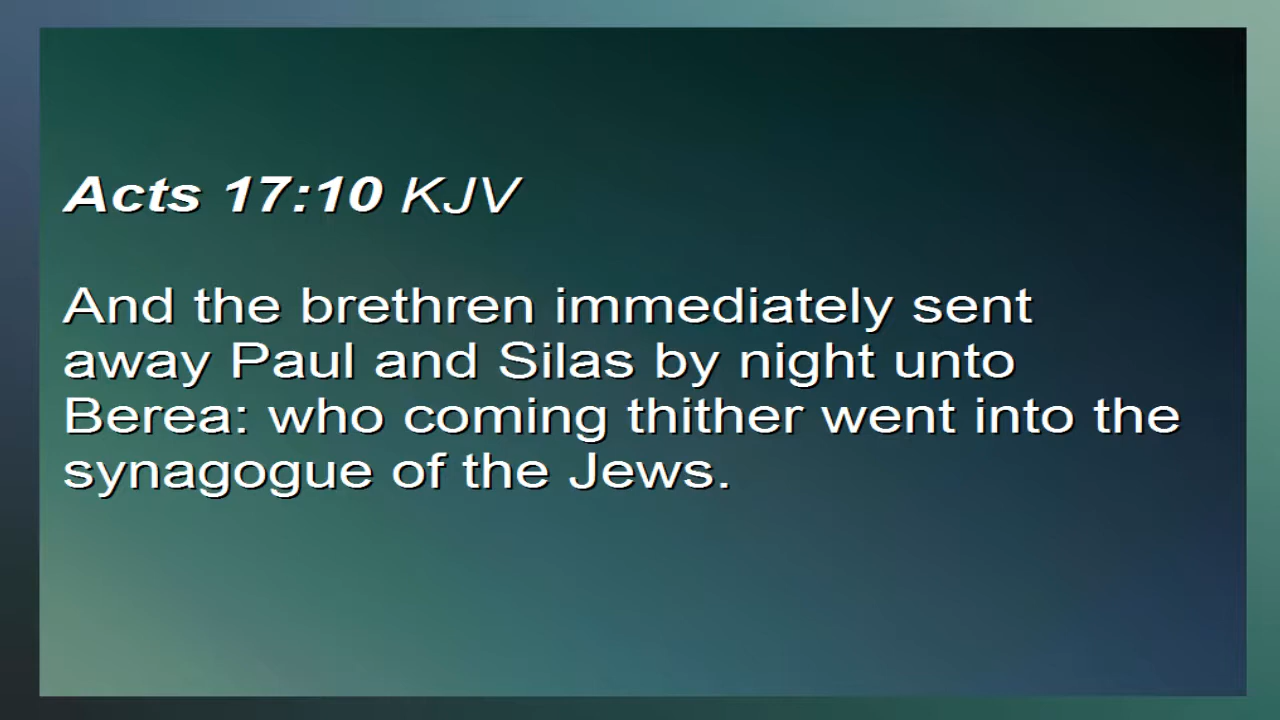 Acts 17:10 KJV
And the brethren immediately sent
away Paul and Silas by night unto
Berea: who coming thither went into the
synagogue of the Jews.